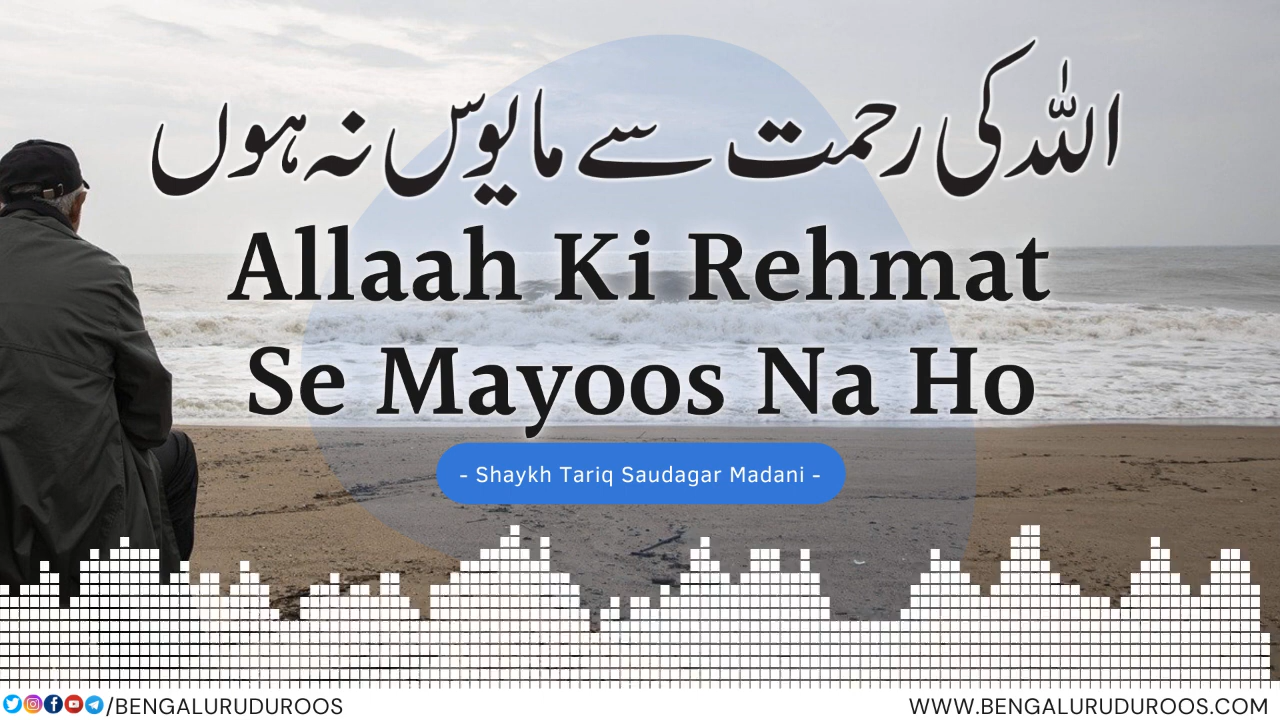 اللہ کی رحمت سے مایوس نہ ہوں
Allaah Ki Rehmat
Se Mayoos Na Ho
- Shaykh Tariq Saudagar Madani -
/BENGALURUDUROOS
WWW.BENGALURUDUROOS.COM